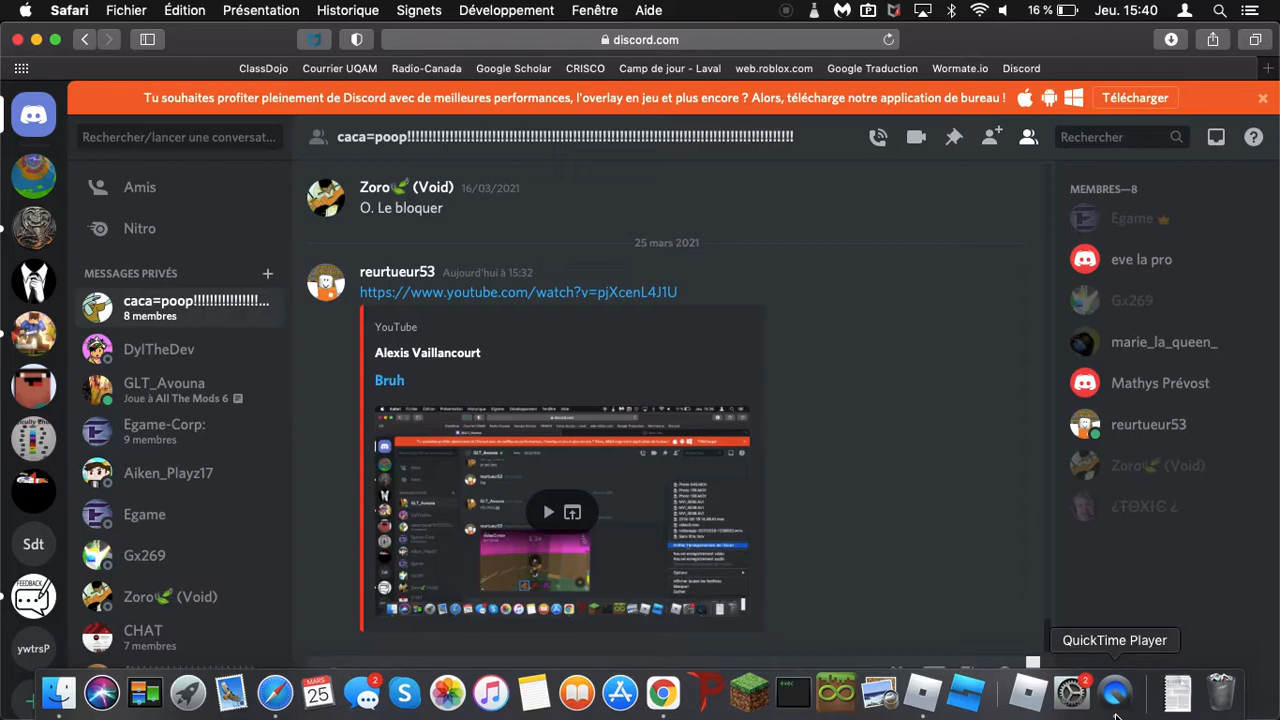 Safari Fichier Édition Présentation Historique Signets Développement Fenêtre Aide 16 % Jeu. 15:40
discord.com
ClassDojo Courrier UQAM Radio-Canada Google Scholar CRISCO Camp de jour - Laval web.roblox.com Google Traduction Wormate.io Discord
Tu souhaites profiter pleinement de Discord avec de meilleures performances, l'overlay en jeu et plus encore ? Alors, télécharge notre application de bureau ! Télécharger
Rechercher/lancer une conversat...
caca=poop!!!!!!!!!!!!!!!!!!!!!!!!!!!!!!!!!!!!!!!!!!!!!!!!!!!!!!!!!!!!!!!!!!!!!!!!!!!!!!!!!!!!!!!!!!!
Rechercher
Amis
Nitro
MESSAGES PRIVÉS
caca=poop!!!!!!!!!!!!!!!!...
8 membres
DylTheDev
GLT_Avouna
Joue à All The Mods 6
Egame-Corp:
9 membres
Aiken_Playz17
Egame
Gx269
Zoro🌿 (Void)
CHAT
7 membres
Sdt
FEEDBACK
ywtrsP
Zoro🌿 (Void) 16/03/2021
O. Le bloquer
25 mars 2021
reurtueur53 Aujourd'hui à 15:32
https://www.youtube.com/watch?v=pjXcenL4J1U
YouTube
Alexis Vaillancourt
Bruh
MEMBRES—8
Egame
eve la pro
Gx269
marie_la_queen_
Mathys Prévost
reurtueur53
Zoro🌿 (Void)
¿TOXIC ¿
QuickTime Player
MARS
25
2
exec
2